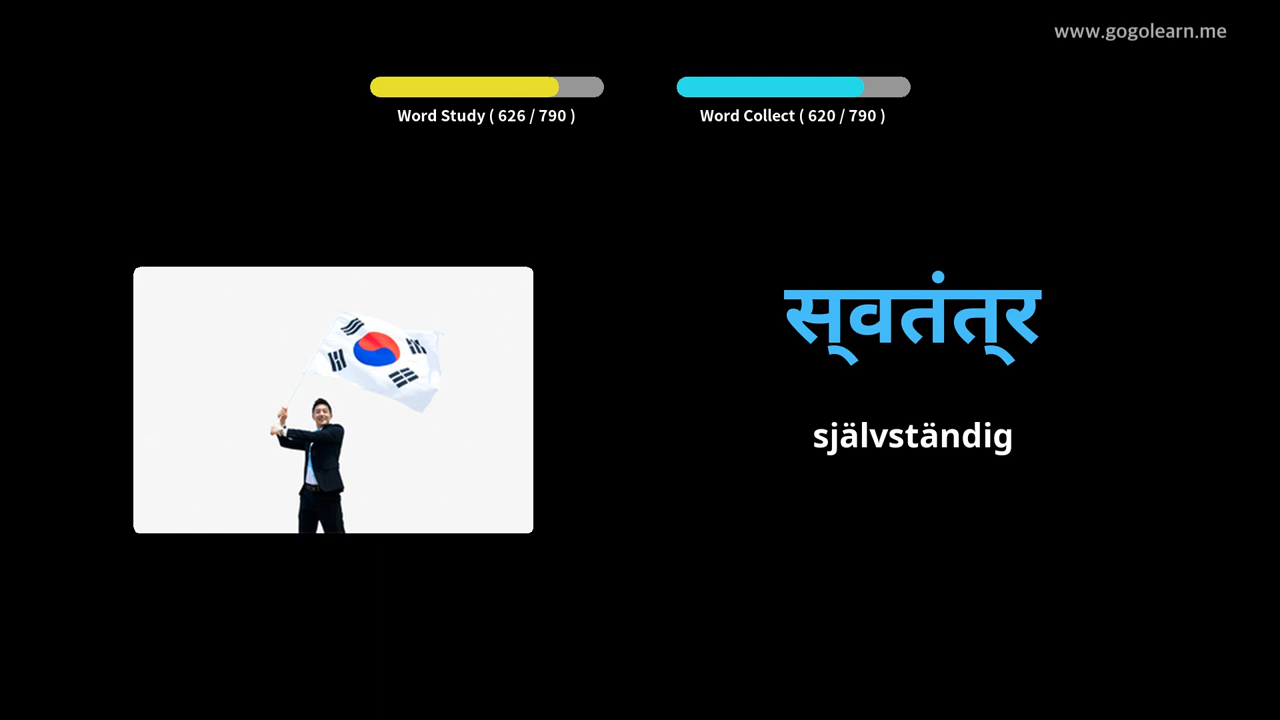 www.gogolearn.me
Word Study ( 626 / 790 )
Word Collect ( 620 / 790 )
स्वतंत्र
självständig